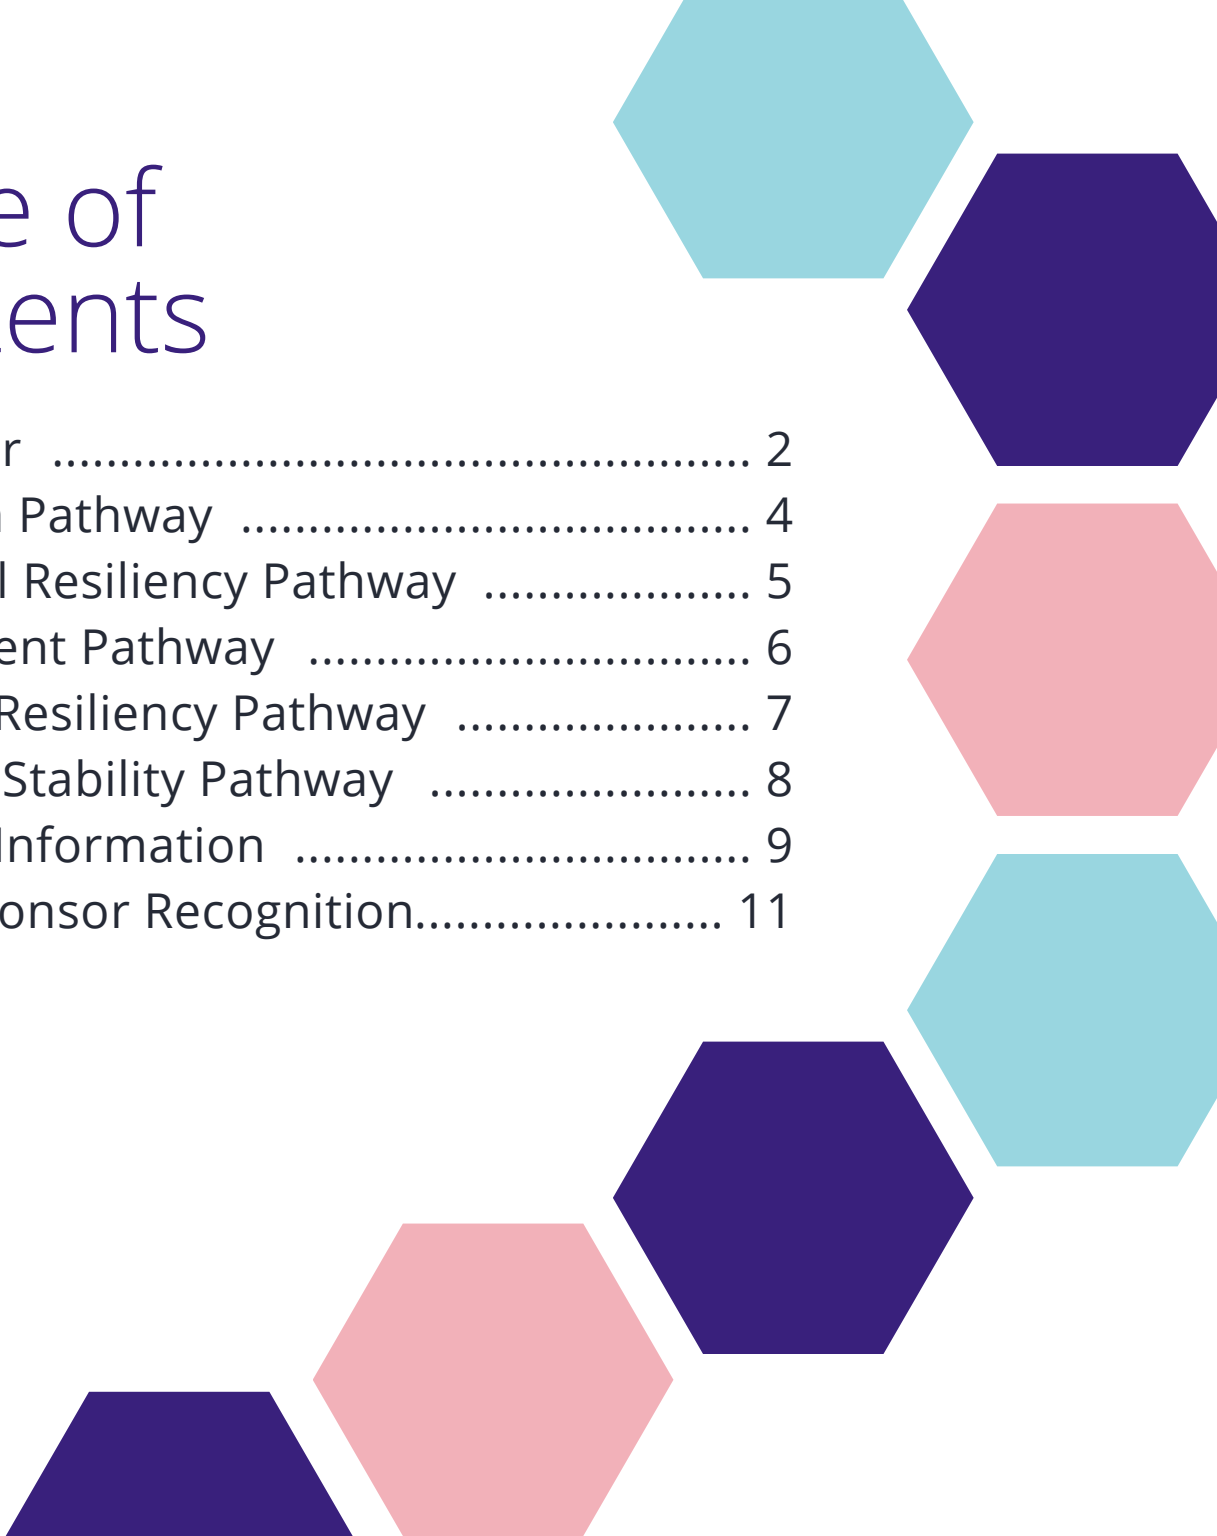 e of
ents
r ................................................... 2
Pathway ...................................... 4
l Resiliency Pathway .................... 5
ent Pathway ................................. 6
Resiliency Pathway ...................... 7
Stability Pathway ........................ 8
Information .................................. 9
onsor Recognition....................... 11